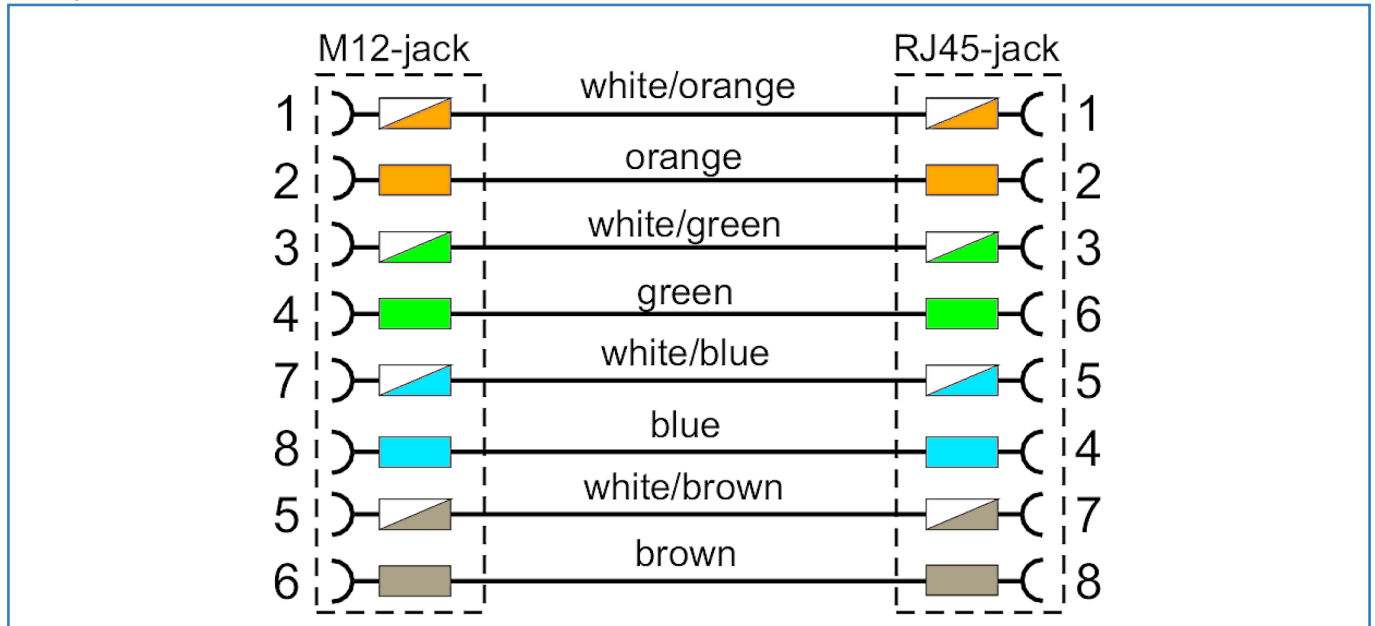 M12-jack RJ45-jack
1 white/orange 1
2 orange 2
3 white/green 3
4 green 6
7 white/blue 5
8 blue 4
5 white/brown 7
6 brown 8